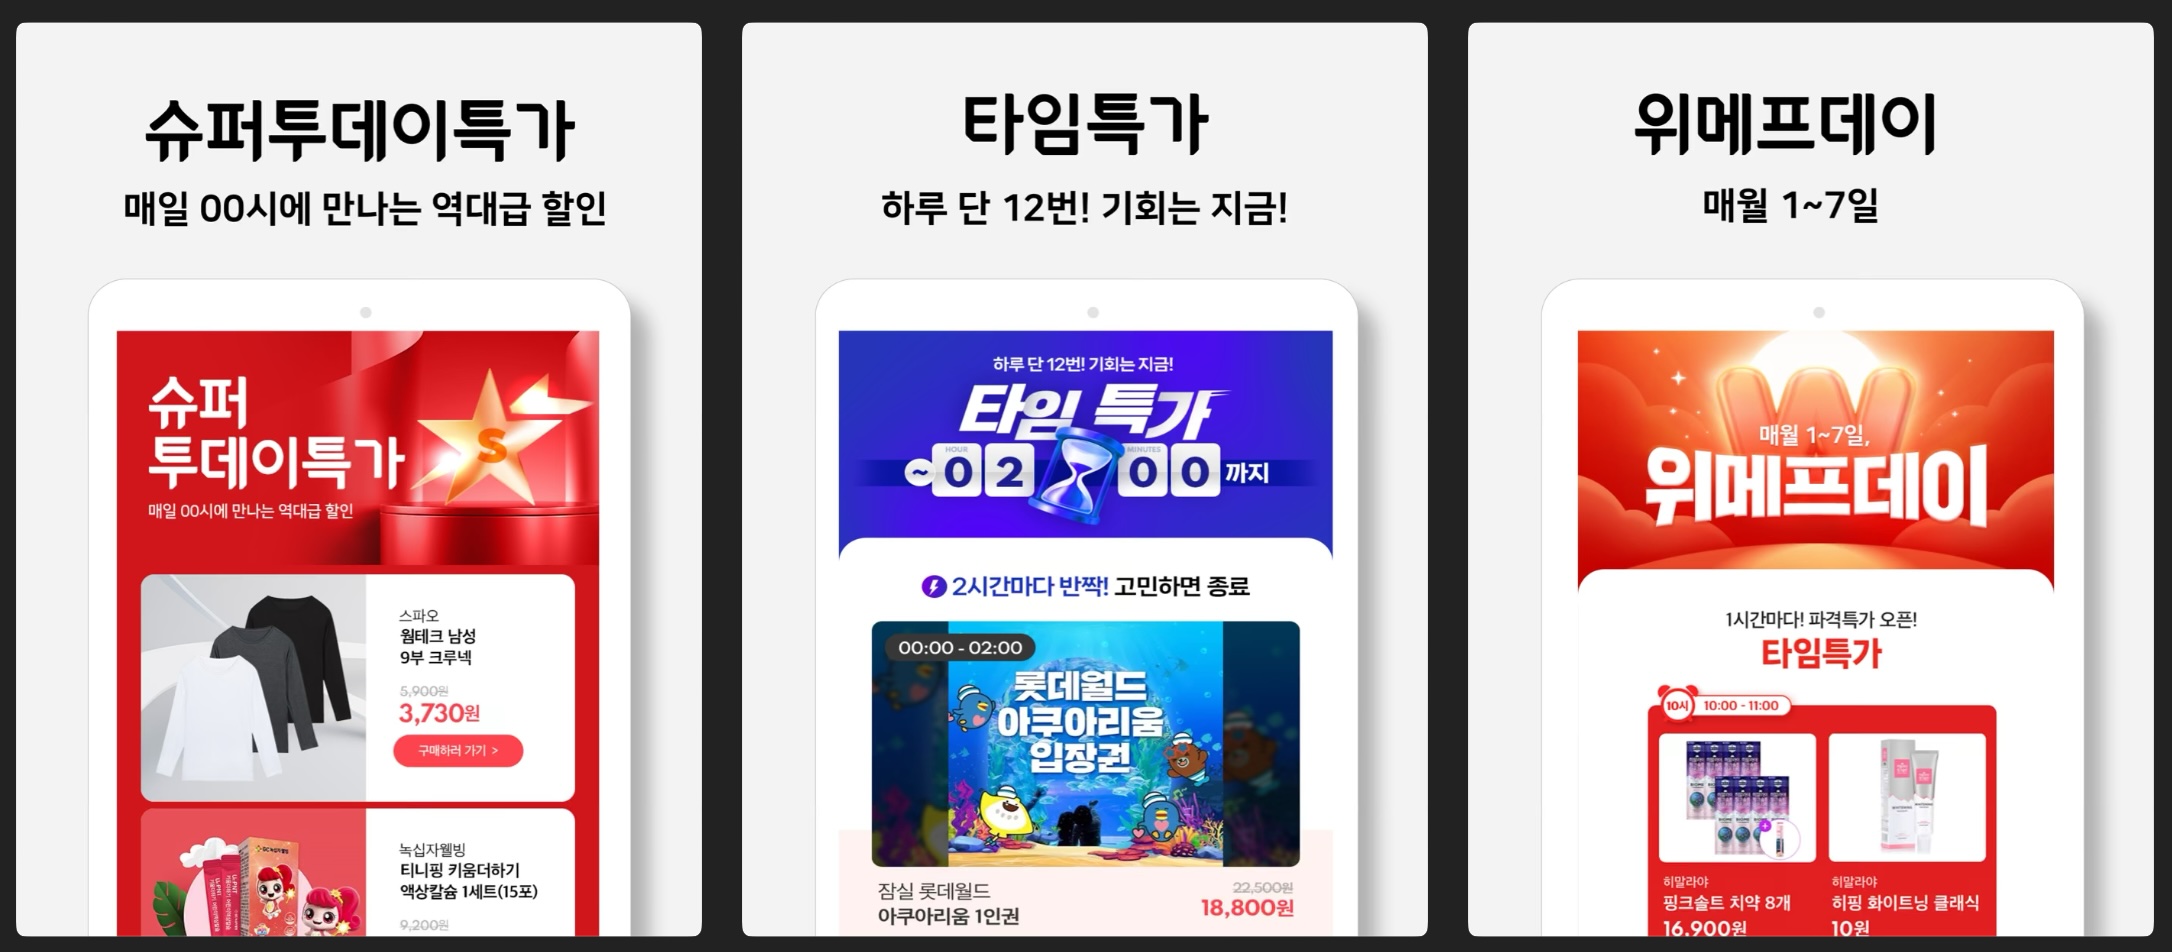 슈퍼투데이특가
매일 00시에 만나는 역대급 할인
슈퍼
투데이특가
S
매일 00시에 만나는 역대급 할인
스파오
웜테크 남성
9부 크루넥
5,900원
3,730원
구매하러 가기 >
녹십자웰빙
티니핑 키움더하기
액상칼슘 1세트(15포)
9,200원
타임특가
하루 단 12번! 기회는 지금!
하루 단 12번! 기회는 지금!
타임 특가
HOUR MINUTES
~02 00 까지
2시간마다 반짝! 고민하면 종료
00:00 - 02:00
롯데월드
아쿠아리움
입장권
잠실 롯데월드
아쿠아리움 1인권
22,500원
18,800원
위메프데이
매월 1~7일
매월 1~7일,
위메프데이
1시간마다! 파격특가 오픈!
타임특가
10시 10:00 - 11:00
히말라야
핑크솔트 치약 8개
16,900원
히말라야
히핑 화이트닝 클래식
10원